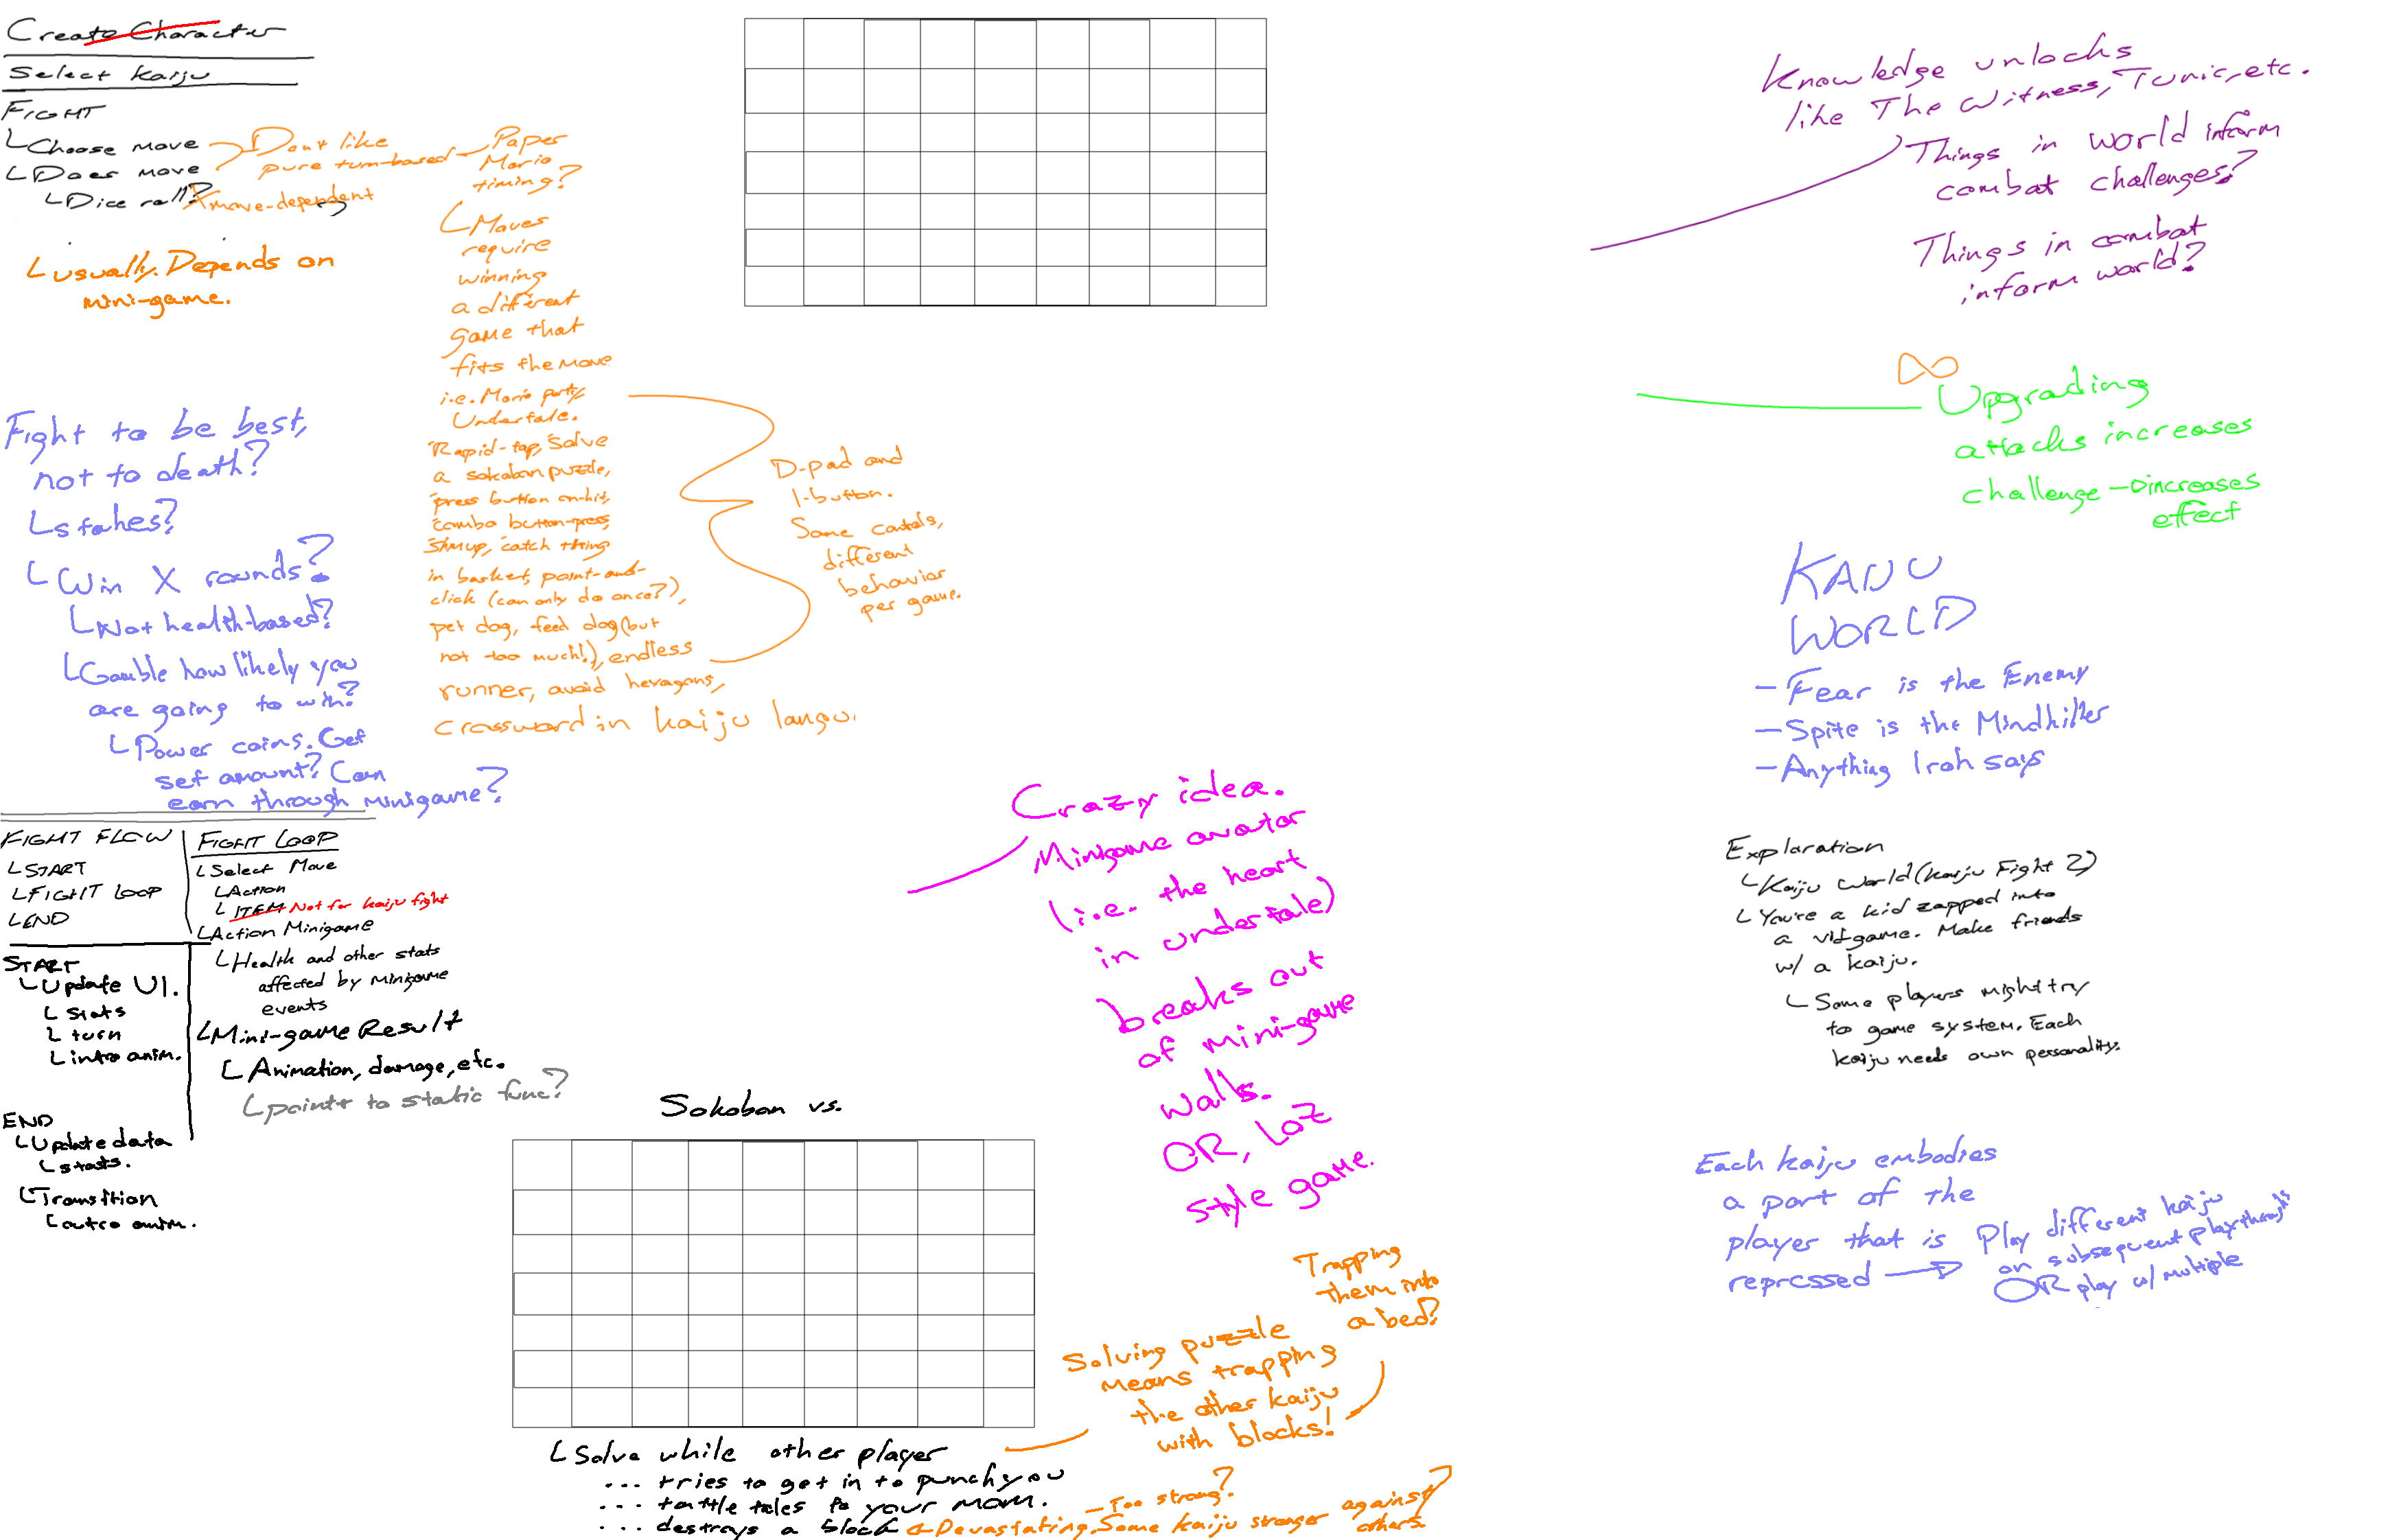 Create Character
Select Kaiju
FIGHT
Choose move
Does move
Dice roll?
move-dependent
Don't like
pure turn-based
Paper
Mario
timing?
usually. Depends on
mini-game.
Moves
require
winning
a different
game that
fits the move
i.e. Mario party,
Undertale.
Rapid-tap, solve
a sokoban puzzle,
press button on-hit,
combo button-press,
shmup, catch thing
in basket, point-and-
click (can only do once?),
pet dog, feed dog (but
not too much!), endless
runner, avoid hexagons,
crossword in kaiju langu.
D-pad and
1-button.
Same controls,
different
behavior
per game.
Fight to be best,
not to death?
stakes?
Win X rounds?
Not health-based?
Gamble how likely you
are going to win?
Power coins. Get
set amount? Can
earn through minigame?
FIGHT FLOW
START
FIGHT LOOP
END
FIGHT LOOP
Select Move
Action
ITEM Not for kaiju fight
Action Minigame
Health and other stats
affected by minigame
events
Mini-game Result
Animation, damage, etc.
point to static func?
START
Update UI.
stats
turn
intro anim.
END
Update data
stats.
Transition
outro anim.
Sokoban vs.
Solve while other player
... tries to get in to punch you
... tattle tales to your mom.
... destroys a block
Too strong?
Devastating. Some kaiju stronger against
others.
Solving puzzle
means trapping
the other kaiju
with blocks!
Trapping
them into
a bed?
Crazy idea.
Minigame avatar
(i.e. the heart
in undertale)
breaks out
of mini-game
walls.
OR, LoZ
style game.
Knowledge unlocks
like The Witness, Tunic, etc.
Things in world inform
combat challenges?
Things in combat
inform world?
∞
Upgrading
attacks increases
challenge → increases
effect
KAIJU
WORLD
- Fear is the Enemy
- Spite is the Mindkiller
- Anything Iroh says
Exploration
Kaiju World (Kaiju Fight 2)
You're a kid zapped into
a vidgame. Make friends
w/ a kaiju.
Some players might try
to game system. Each
kaiju needs own personality.
Each kaiju embodies
a part of the
player that is
repressed →
Play different kaiju
on subsequent playthroughs
OR play w/ multiple